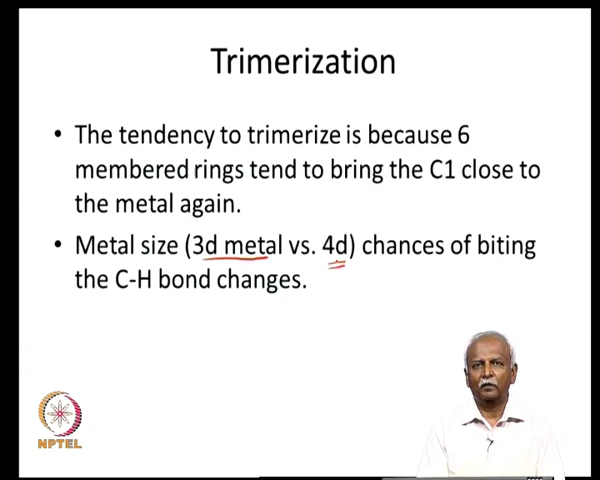 Trimerization
• The tendency to trimerize is because 6
membered rings tend to bring the C1 close to
the metal again.
• Metal size (3d metal vs. 4d) chances of biting
the C-H bond changes.
NPTEL